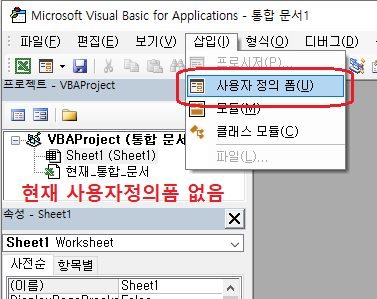 Microsoft Visual Basic for Applications - 통합 문서1
파일(F) 편집(E) 보기(V) 삽입(I) 형식(O) 디버그(D)
프로시저(P)...
사용자 정의 폼(U)
모듈(M)
클래스 모듈(C)
파일(L)...
프로젝트 - VBAProject
VBAProject (통합 문서
Sheet1 (Sheet1)
현재_통합_문서
현재 사용자정의폼 없음
속성 - Sheet1
Sheet1 Worksheet
사전순 항목별
(이름) Sheet1